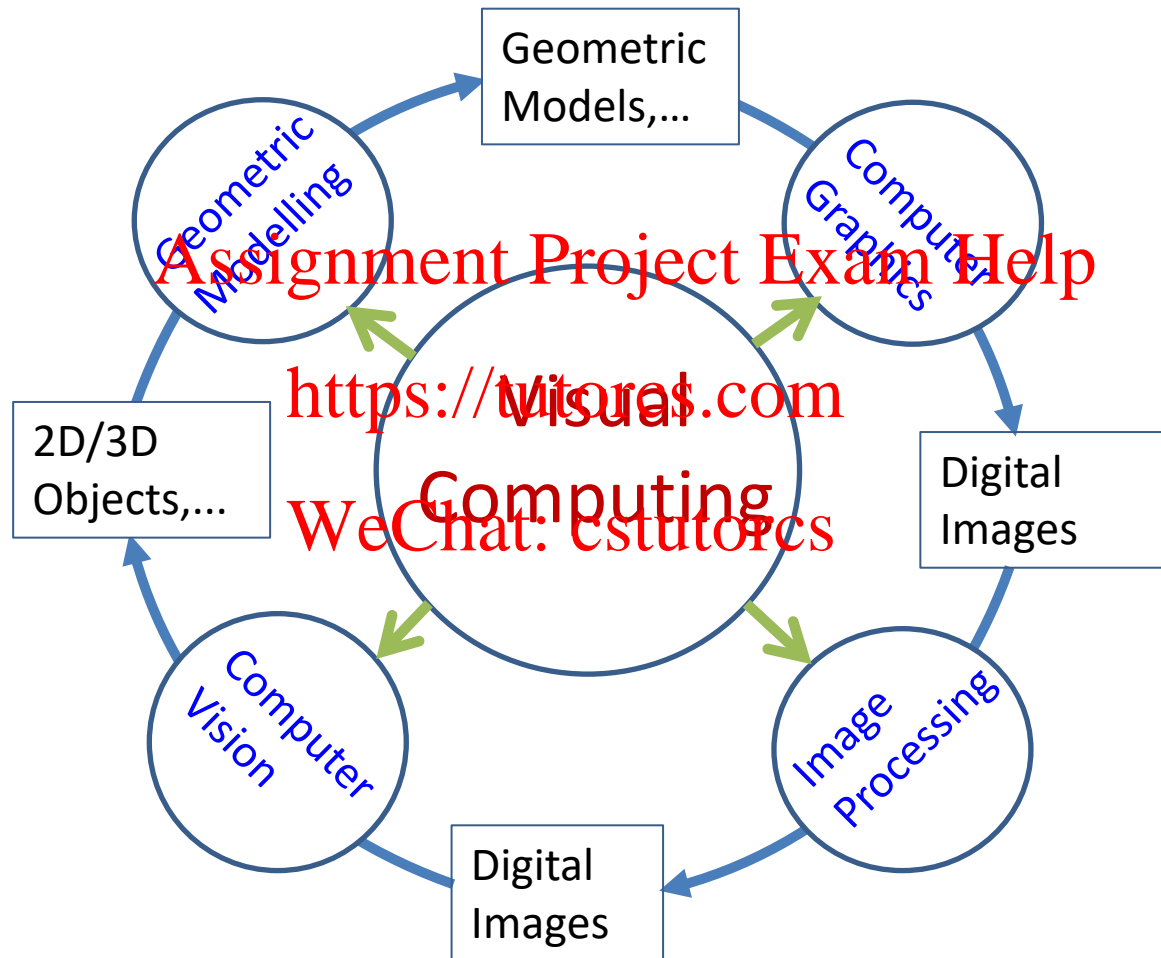 Geometric
Models,...
Geometric
Modelling
Computer
Graphics
Assignment Project Exam Help
https://tutorcs.com
Visual
Computing
WeChat: cstutorcs
2D/3D
Objects,...
Digital
Images
Computer
Vision
Image
Processing
Digital
Images